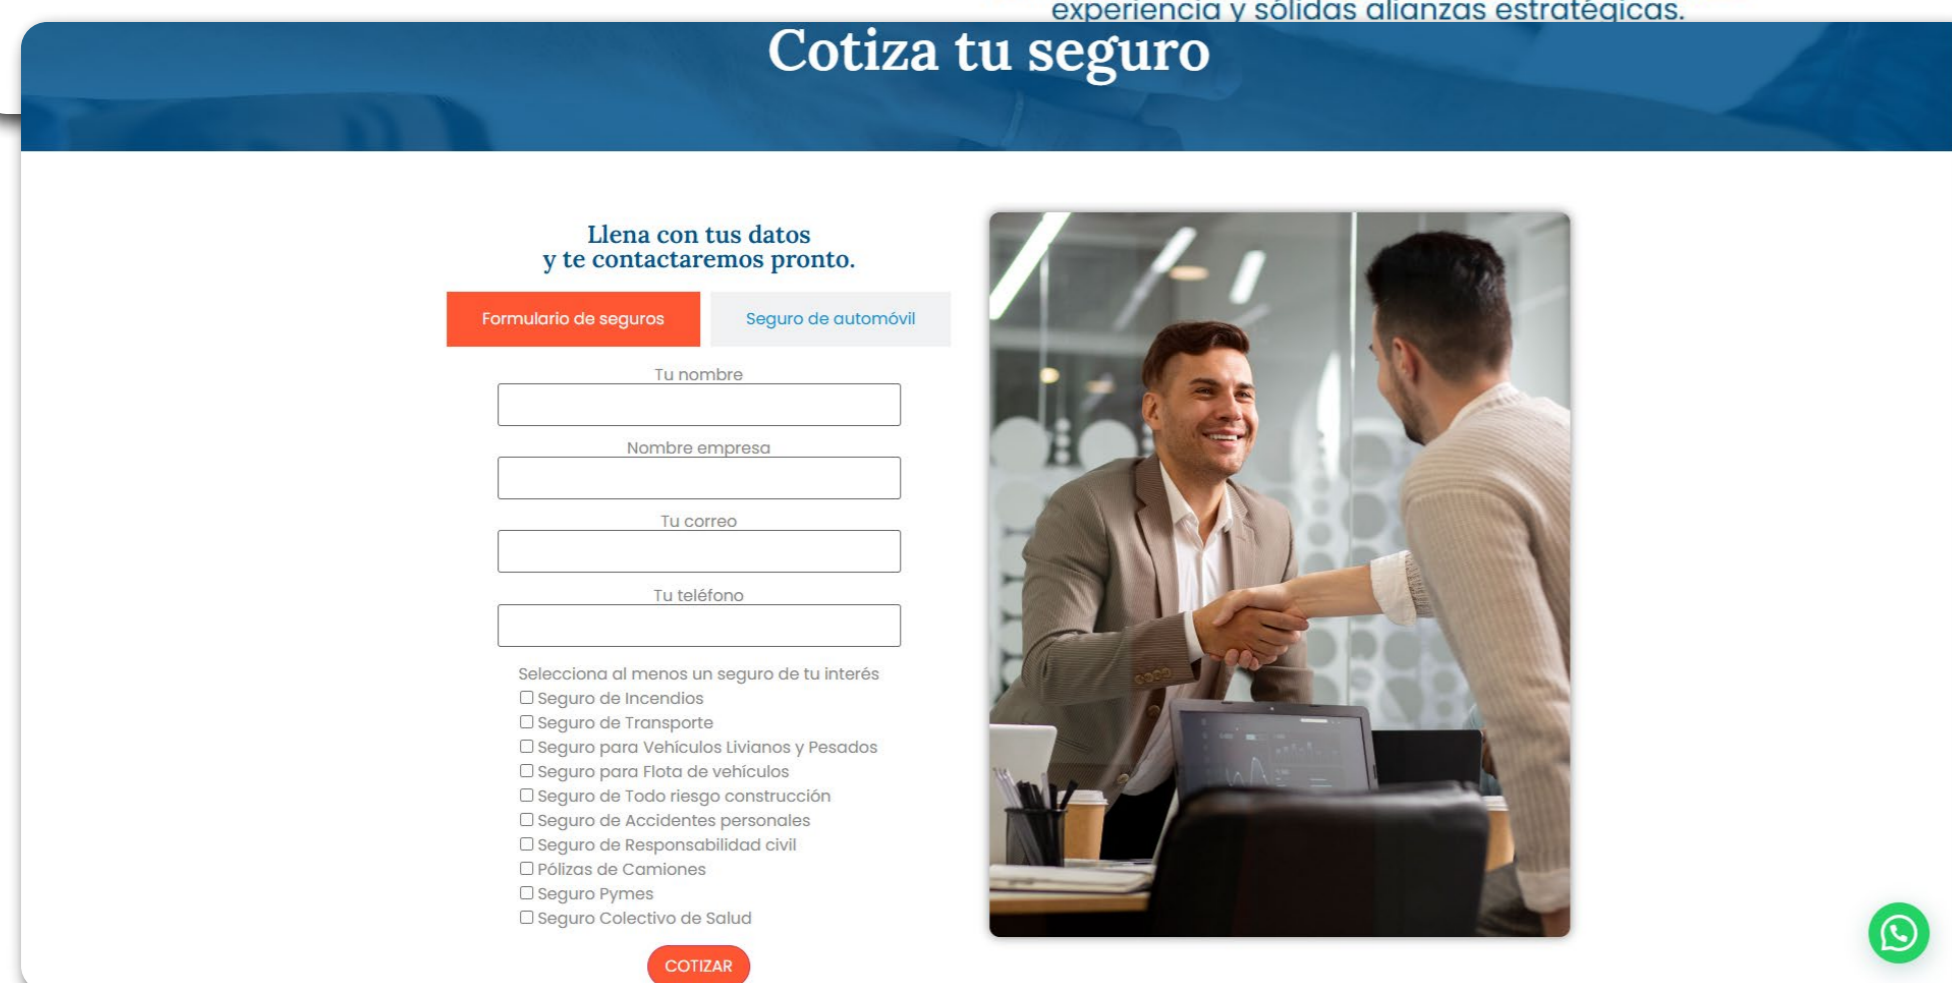 experiencia y sólidas alianzas estratégicas.
Cotiza tu seguro
Llena con tus datos
y te contactaremos pronto.
Formulario de seguros
Seguro de automóvil
Tu nombre
Nombre empresa
Tu correo
Tu teléfono
Selecciona al menos un seguro de tu interés
Seguro de Incendios
Seguro de Transporte
Seguro para Vehículos Livianos y Pesados
Seguro para Flota de vehículos
Seguro de Todo riesgo construcción
Seguro de Accidentes personales
Seguro de Responsabilidad civil
Pólizas de Camiones
Seguro Pymes
Seguro Colectivo de Salud
COTIZAR